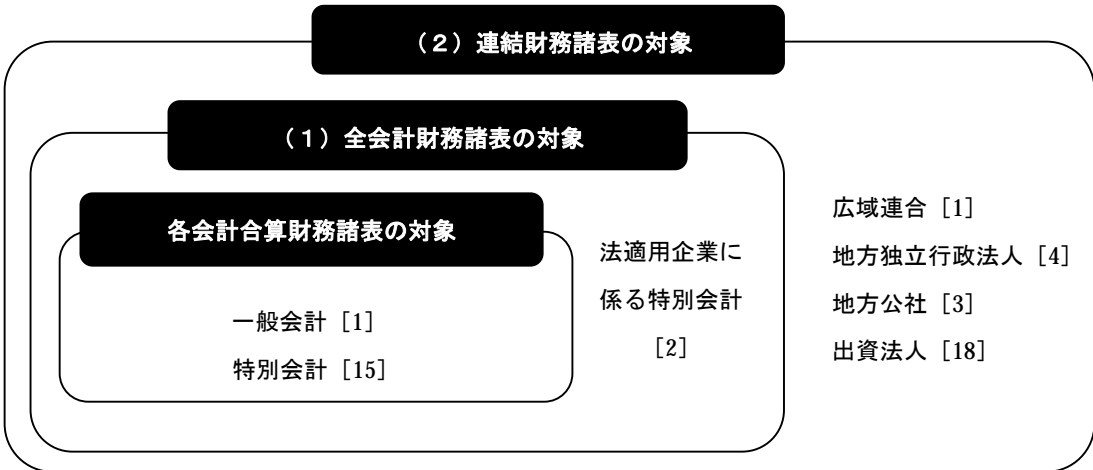 （２）連結財務諸表の対象
（１）全会計財務諸表の対象
各会計合算財務諸表の対象
一般会計［1］
特別会計［15］
法適用企業に
係る特別会計
［2］
広域連合［1］
地方独立行政法人［4］
地方公社［3］
出資法人［18］